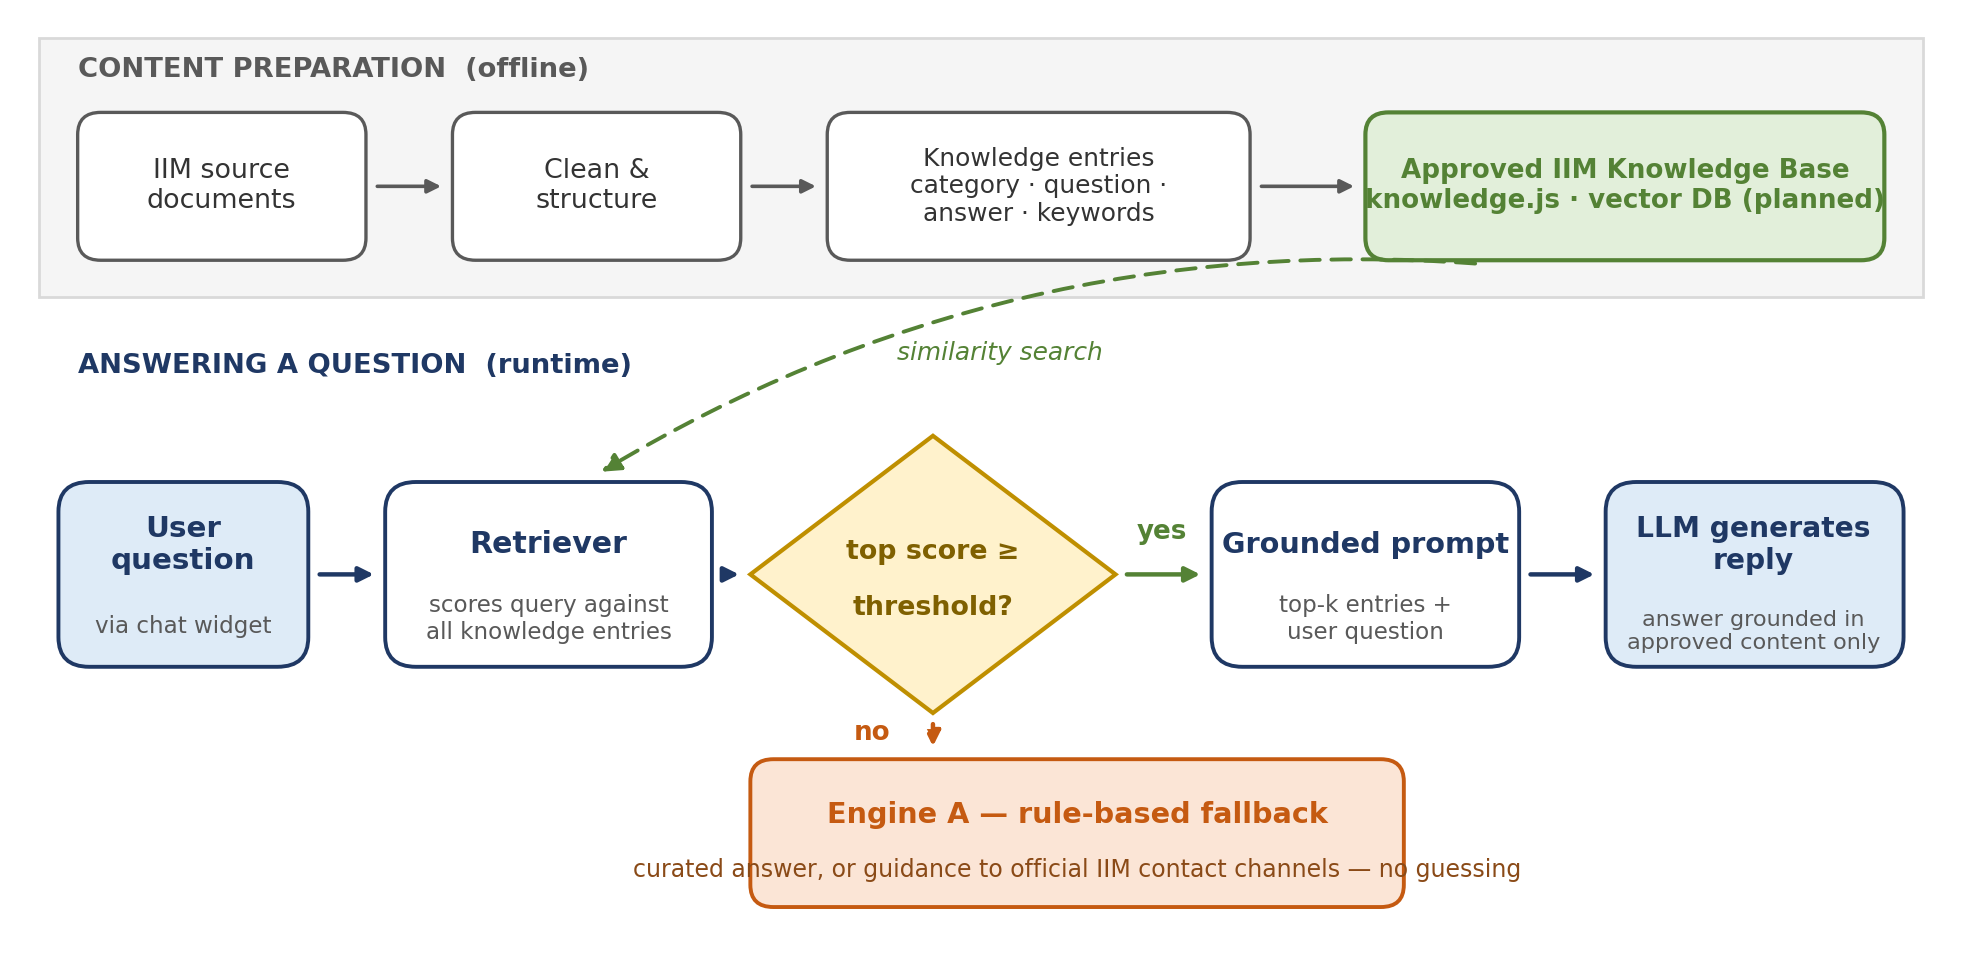 CONTENT PREPARATION (offline)
IIM source
documents
Clean &
structure
Knowledge entries
category · question ·
answer · keywords
Approved IIM Knowledge Base
knowledge.js · vector DB (planned)
similarity search
ANSWERING A QUESTION (runtime)
User
question
via chat widget
Retriever
scores query against
all knowledge entries
top score ≥
threshold?
yes
Grounded prompt
top-k entries +
user question
LLM generates
reply
answer grounded in
approved content only
no
Engine A — rule-based fallback
curated answer, or guidance to official IIM contact channels — no guessing